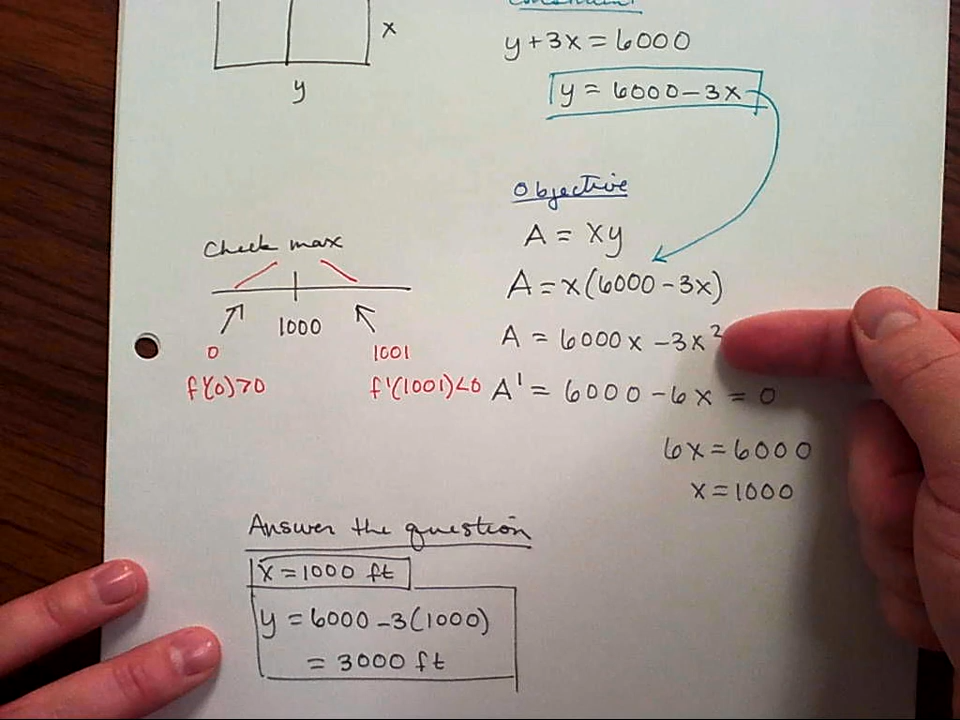 x
y
Constraint
y + 3x = 6000
y = 6000 - 3x
Objective
A = xy
A = x(6000 - 3x)
A = 6000x - 3x²
A' = 6000 - 6x = 0
6x = 6000
x = 1000
Check max
1000
0
1001
f'(0)>0
f'(1001)<0
Answer the question
x = 1000 ft
y = 6000 - 3(1000)
= 3000 ft